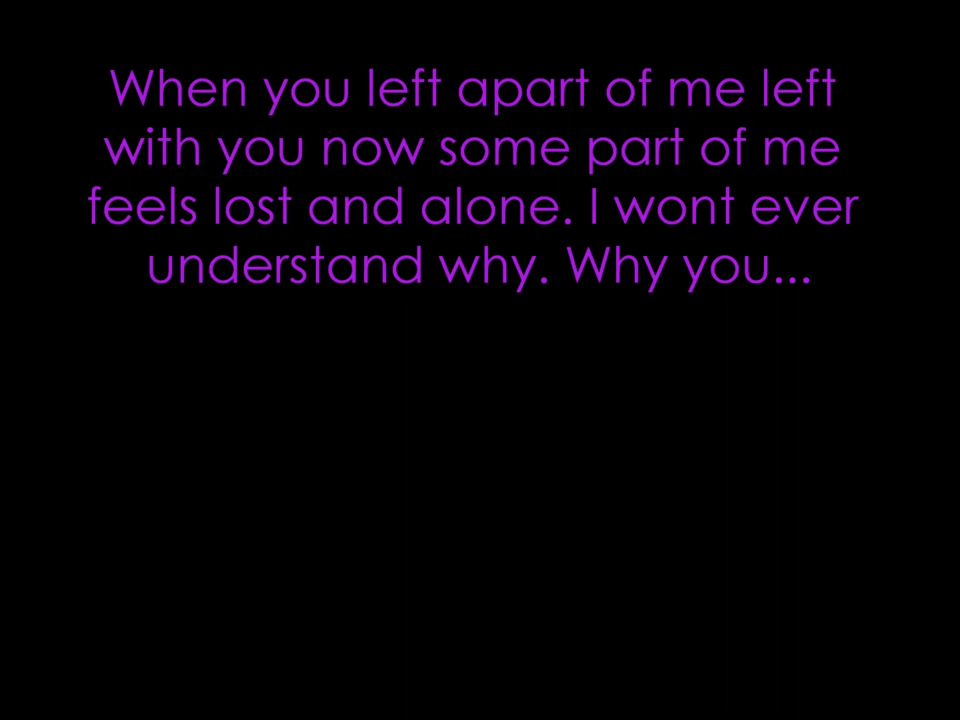 When you left apart of me left
with you now some part of me
feels lost and alone. I wont ever
understand why. Why you...